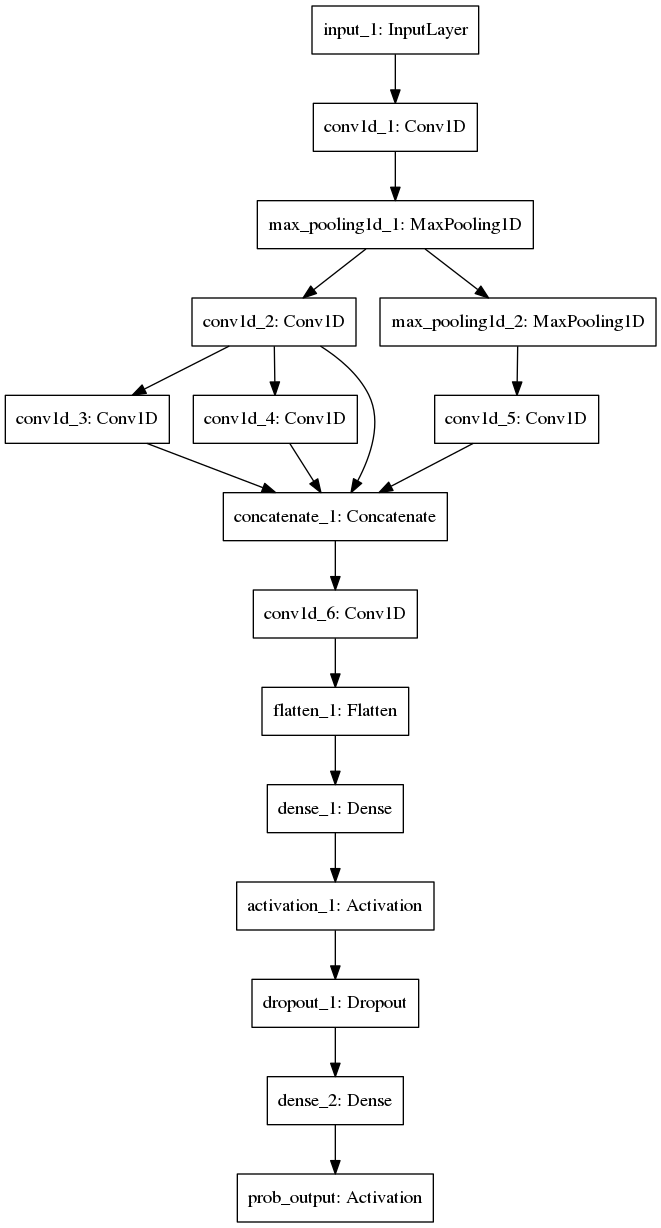 input_1: InputLayer
conv1d_1: Conv1D
max_pooling1d_1: MaxPooling1D
conv1d_2: Conv1D
max_pooling1d_2: MaxPooling1D
conv1d_3: Conv1D
conv1d_4: Conv1D
conv1d_5: Conv1D
concatenate_1: Concatenate
conv1d_6: Conv1D
flatten_1: Flatten
dense_1: Dense
activation_1: Activation
dropout_1: Dropout
dense_2: Dense
prob_output: Activation